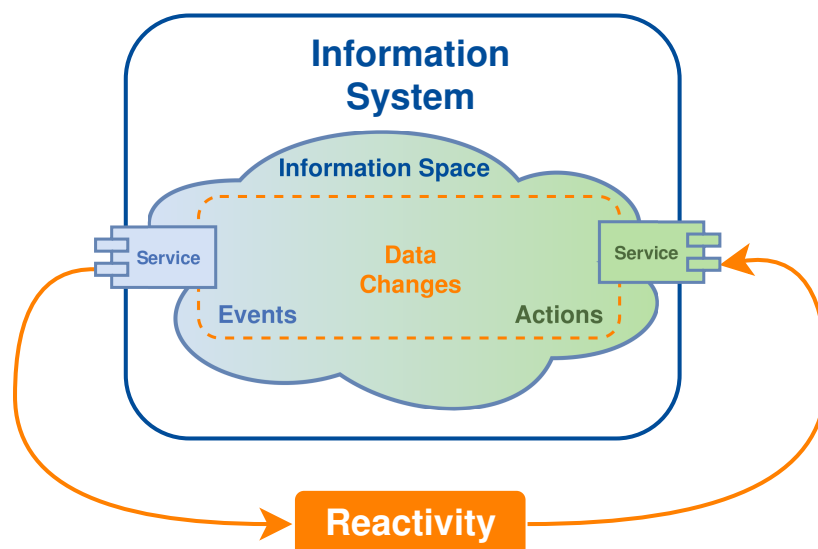 Information
System
Information Space
Service
Data
Changes
Service
Events
Actions
Reactivity